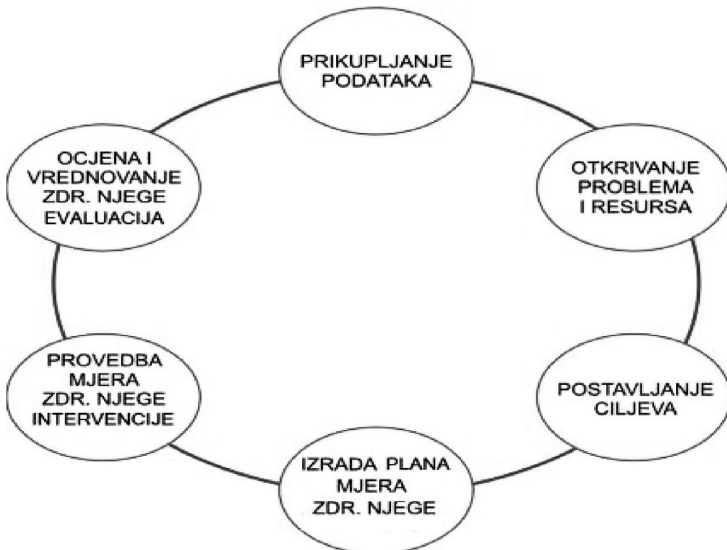 PRIKUPLJANJE
PODATAKA
OTKRIVANJE
PROBLEMA
I RESURSA
POSTAVLJANJE
CILJEVA
IZRADA PLANA
MJERA
ZDR. NJEGE
PROVEDBA
MJERA
ZDR. NJEGE
INTERVENCIJE
OCJENA I
VREDNOVANJE
ZDR. NJEGE
EVALUACIJA